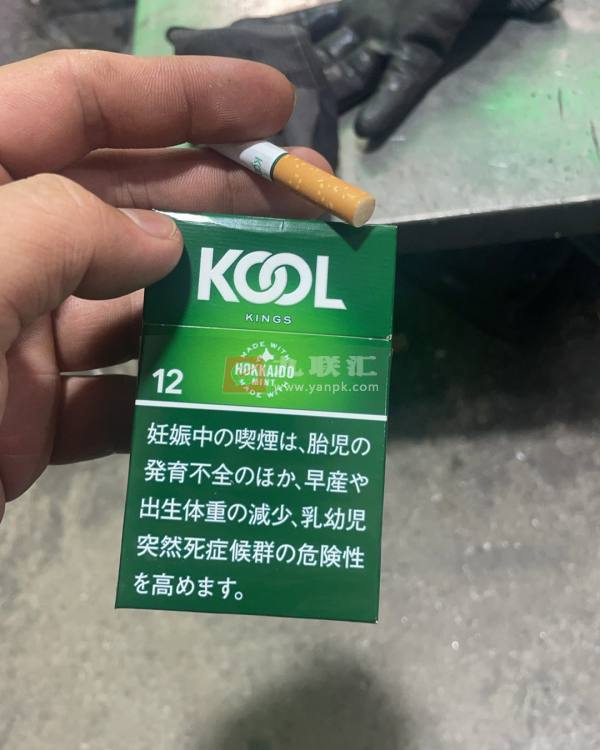 KOOL
KINGS
MADE WITH
HOKKAIDO
MINT
MADE WITH
九联汇
www.yanpk.com
12
妊娠中の喫煙は、胎児の
発育不全のほか、早産や
出生体重の減少、乳幼児
突然死症候群の危険性
を高めます。